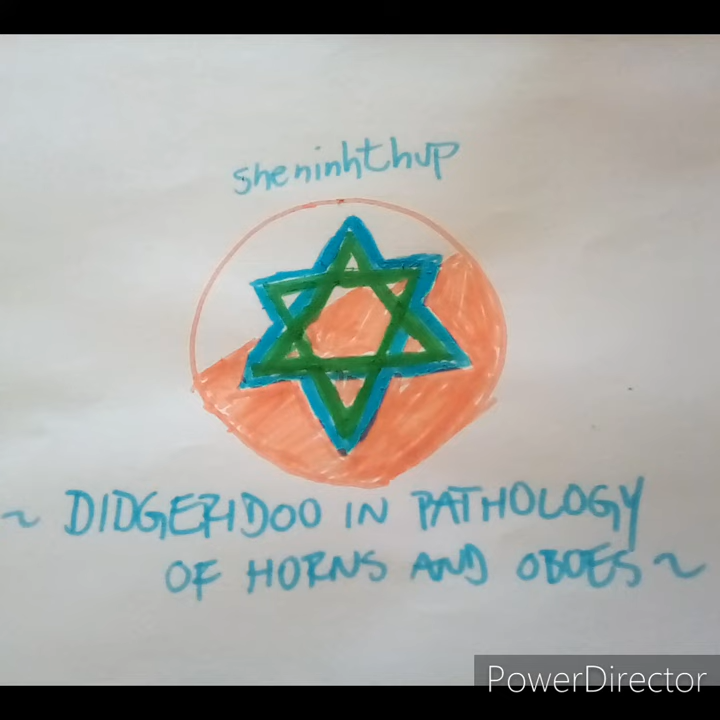 sheninhthup
~ DIDGERIDOO IN PATHOLOGY
OF HORNS AND OBOES ~
PowerDirector